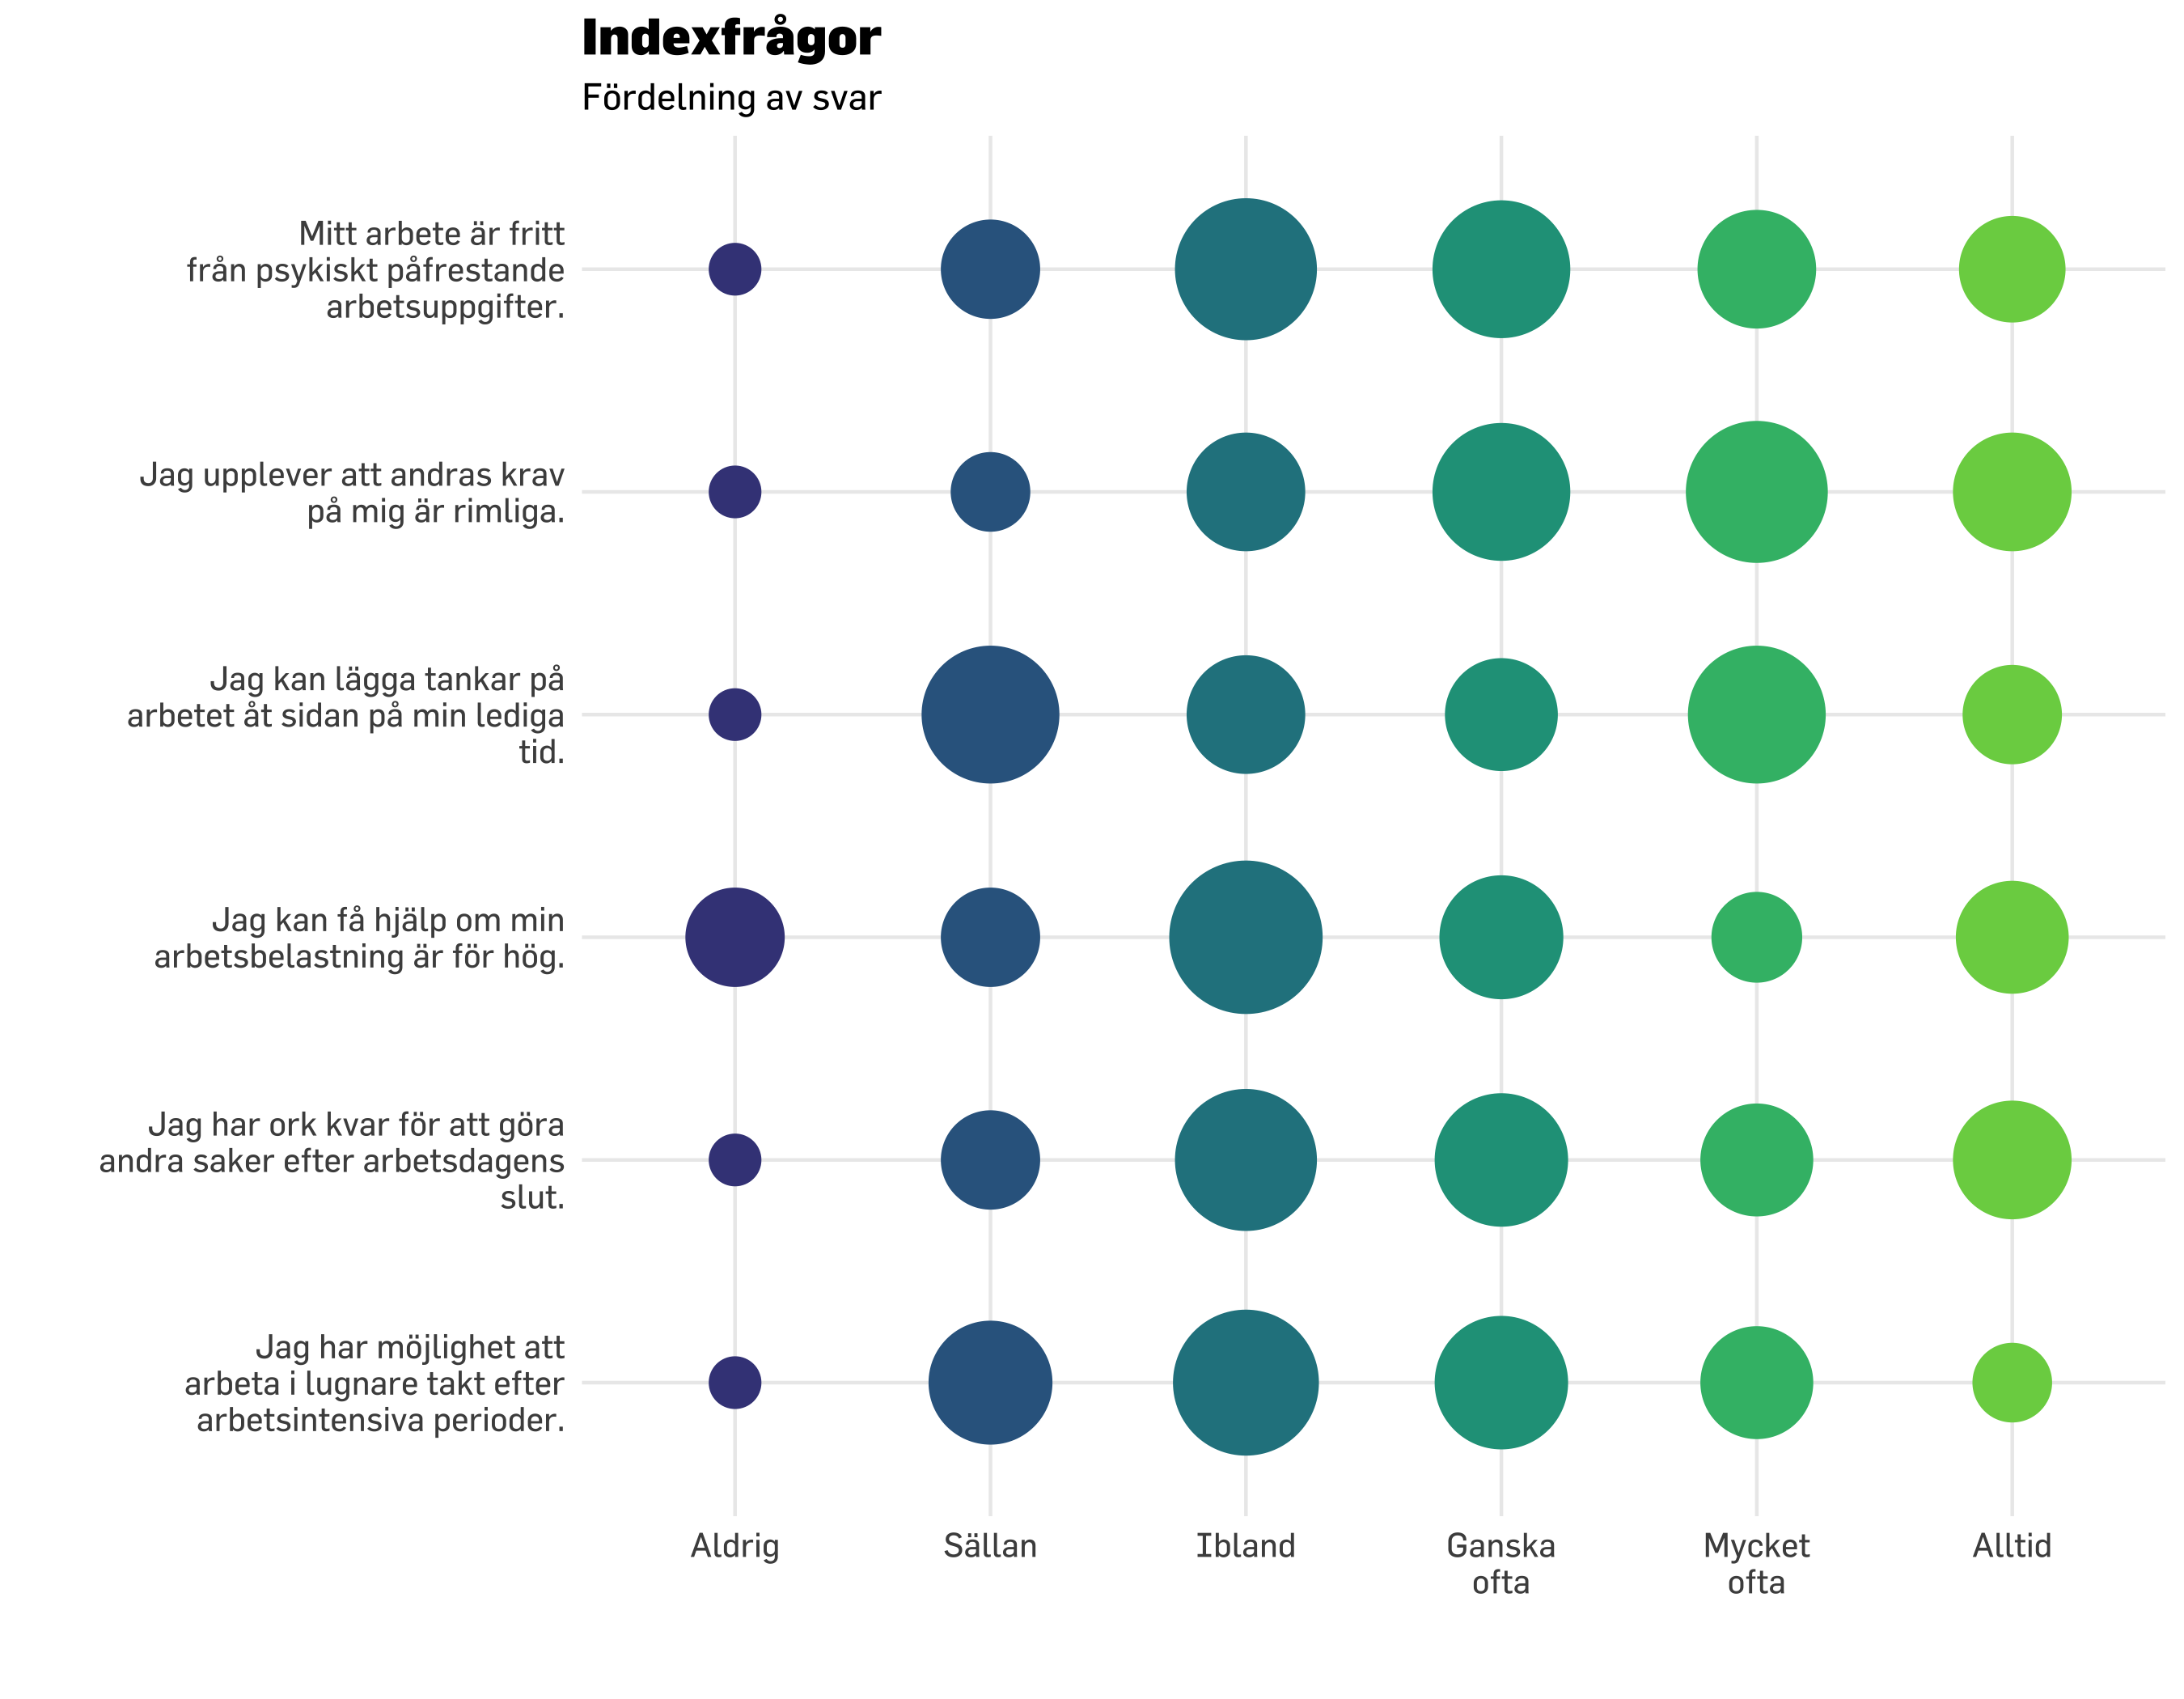 Indexfrågor
Fördelning av svar
Mitt arbete är fritt
från psykiskt påfrestande
arbetsuppgifter.
Jag upplever att andras krav
på mig är rimliga.
Jag kan lägga tankar på
arbetet åt sidan på min lediga
tid.
Jag kan få hjälp om min
arbetsbelastning är för hög.
Jag har ork kvar för att göra
andra saker efter arbetsdagens
slut.
Jag har möjlighet att
arbeta i lugnare takt efter
arbetsintensiva perioder.
Aldrig
Sällan
Ibland
Ganska
ofta
Mycket
ofta
Alltid